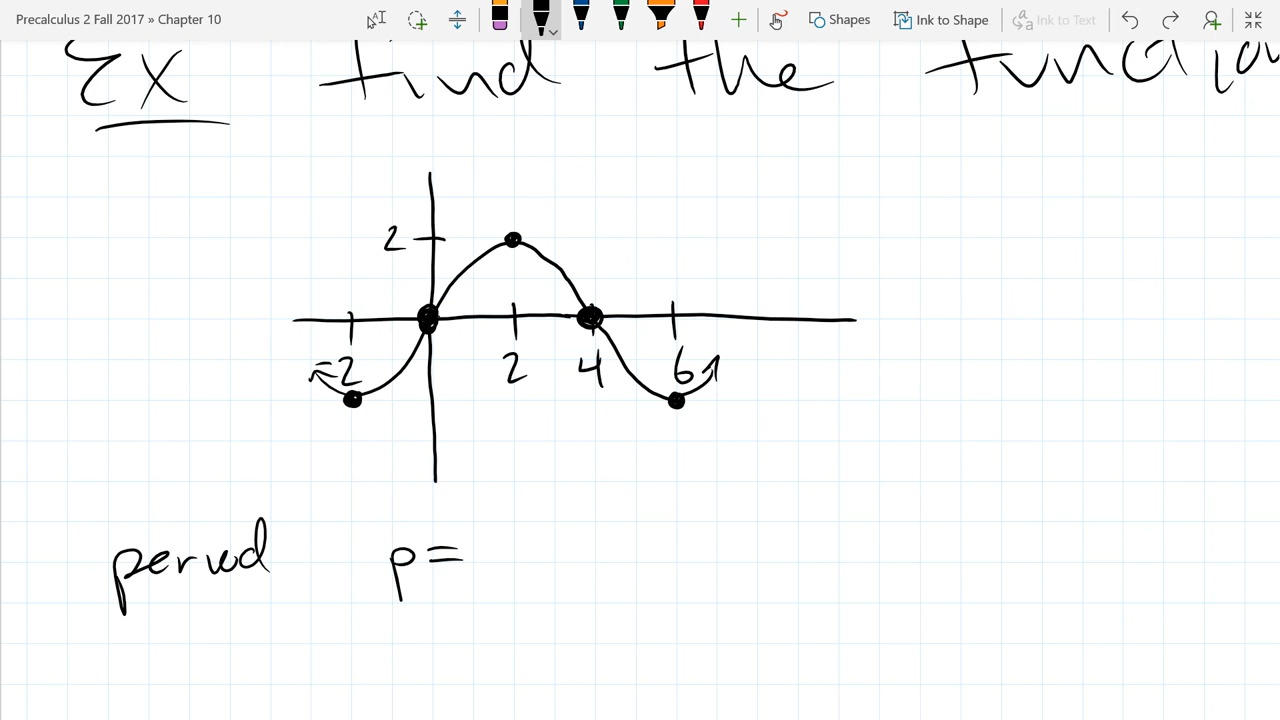 Precalculus 2 Fall 2017 » Chapter 10
Shapes
Ink to Shape
Ink to Text
Ex find the
2
-2 2 4 6
period p=